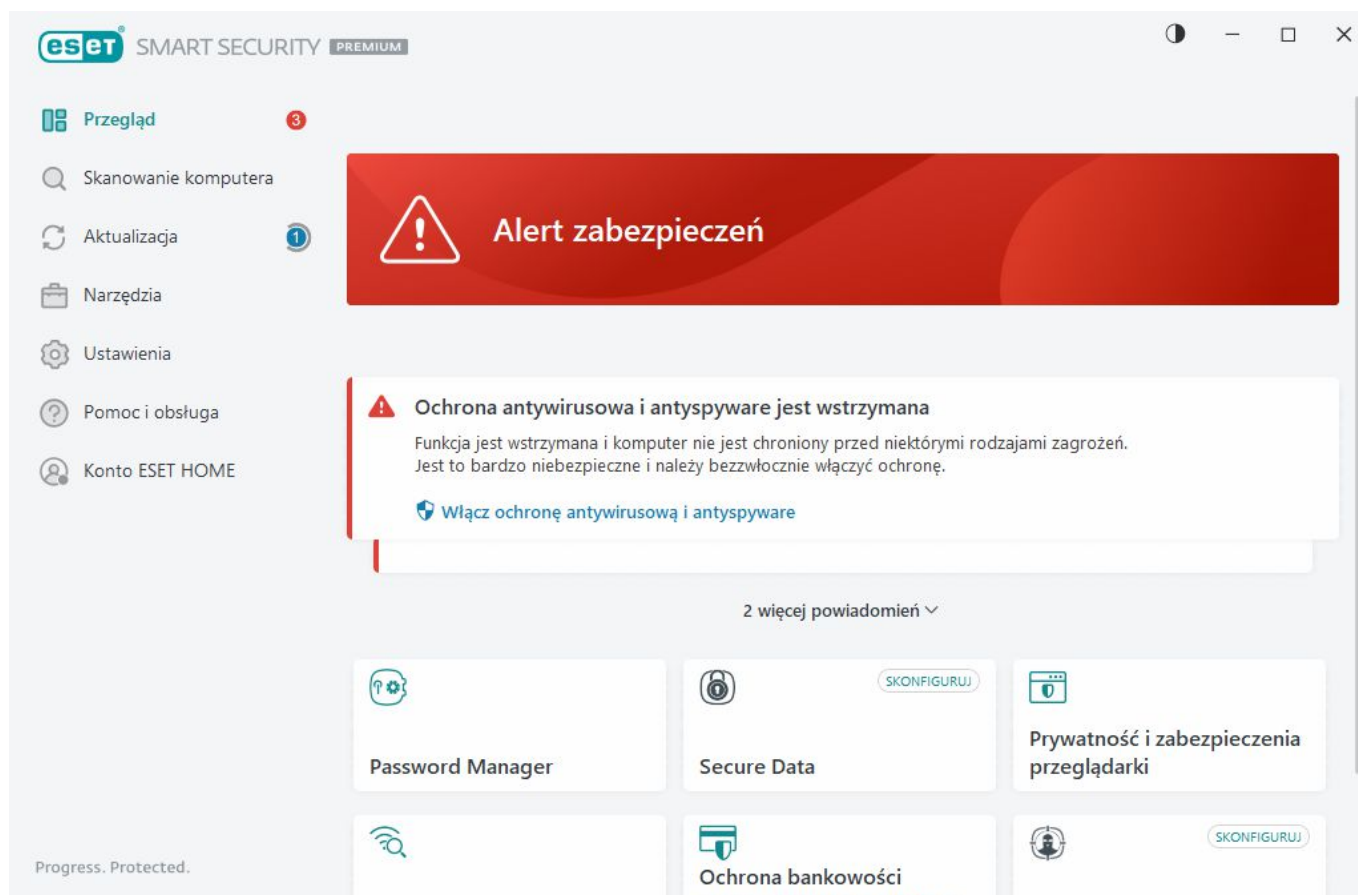 eset® SMART SECURITY PREMIUM
Przegląd 3
Skanowanie komputera
Aktualizacja 1
Narzędzia
Ustawienia
Pomoc i obsługa
Konto ESET HOME
Progress. Protected.
Alert zabezpieczeń
Ochrona antywirusowa i antyspyware jest wstrzymana
Funkcja jest wstrzymana i komputer nie jest chroniony przed niektórymi rodzajami zagrożeń.
Jest to bardzo niebezpieczne i należy bezzwłocznie włączyć ochronę.
Włącz ochronę antywirusową i antyspyware
2 więcej powiadomień
Password Manager
SKONFIGURUJ
Secure Data
Prywatność i zabezpieczenia
przeglądarki
Ochrona bankowości
SKONFIGURUJ